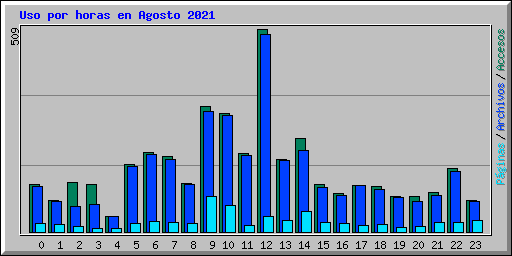 Uso por horas en Agosto 2021
509
Páginas / Archivos / Accesos
0 1 2 3 4 5 6 7 8 9 10 11 12 13 14 15 16 17 18 19 20 21 22 23